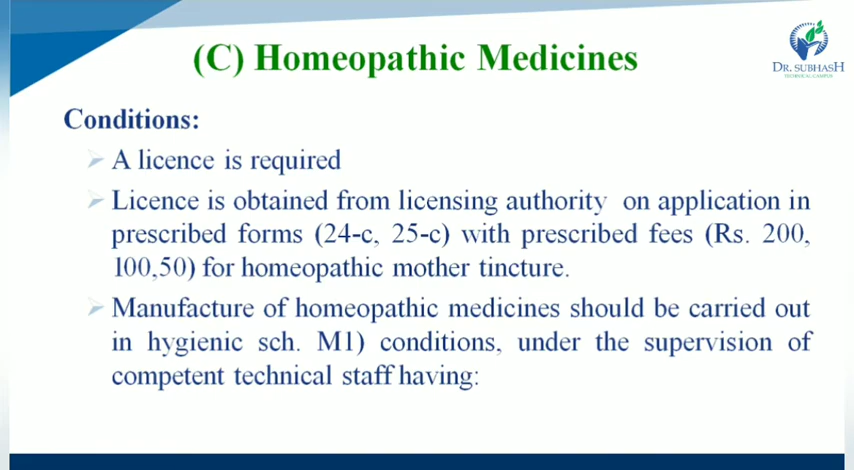 (C) Homeopathic Medicines
DR. SUBHASH
TECHNICAL CAMPUS
Conditions:
A licence is required
Licence is obtained from licensing authority on application in
prescribed forms (24-c, 25-c) with prescribed fees (Rs. 200,
100,50) for homeopathic mother tincture.
Manufacture of homeopathic medicines should be carried out
in hygienic sch. M1) conditions, under the supervision of
competent technical staff having: